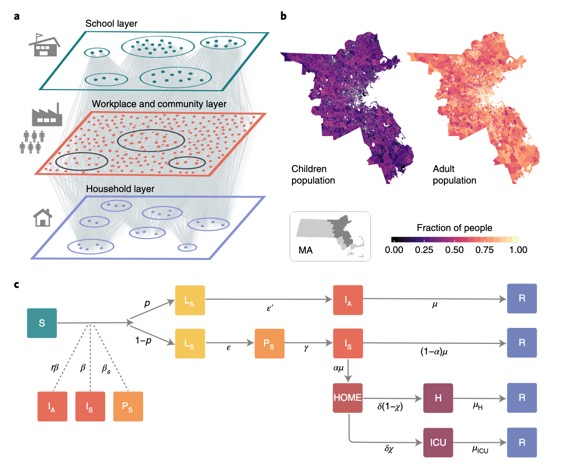 a
School layer
Workplace and community layer
Household layer
b
Children
population
Adult
population
MA
Fraction of people
0.00 0.25 0.50 0.75 1.00
c
S
p
1−p
L_A
ε′
I_A
μ
R
L_S
ε
P_S
γ
I_S
(1−α)μ
R
rβ
β
β_s
I_A
I_S
P_S
αμ
HOME
δ(1−χ)
H
μ_H
R
δχ
ICU
μ_ICU
R